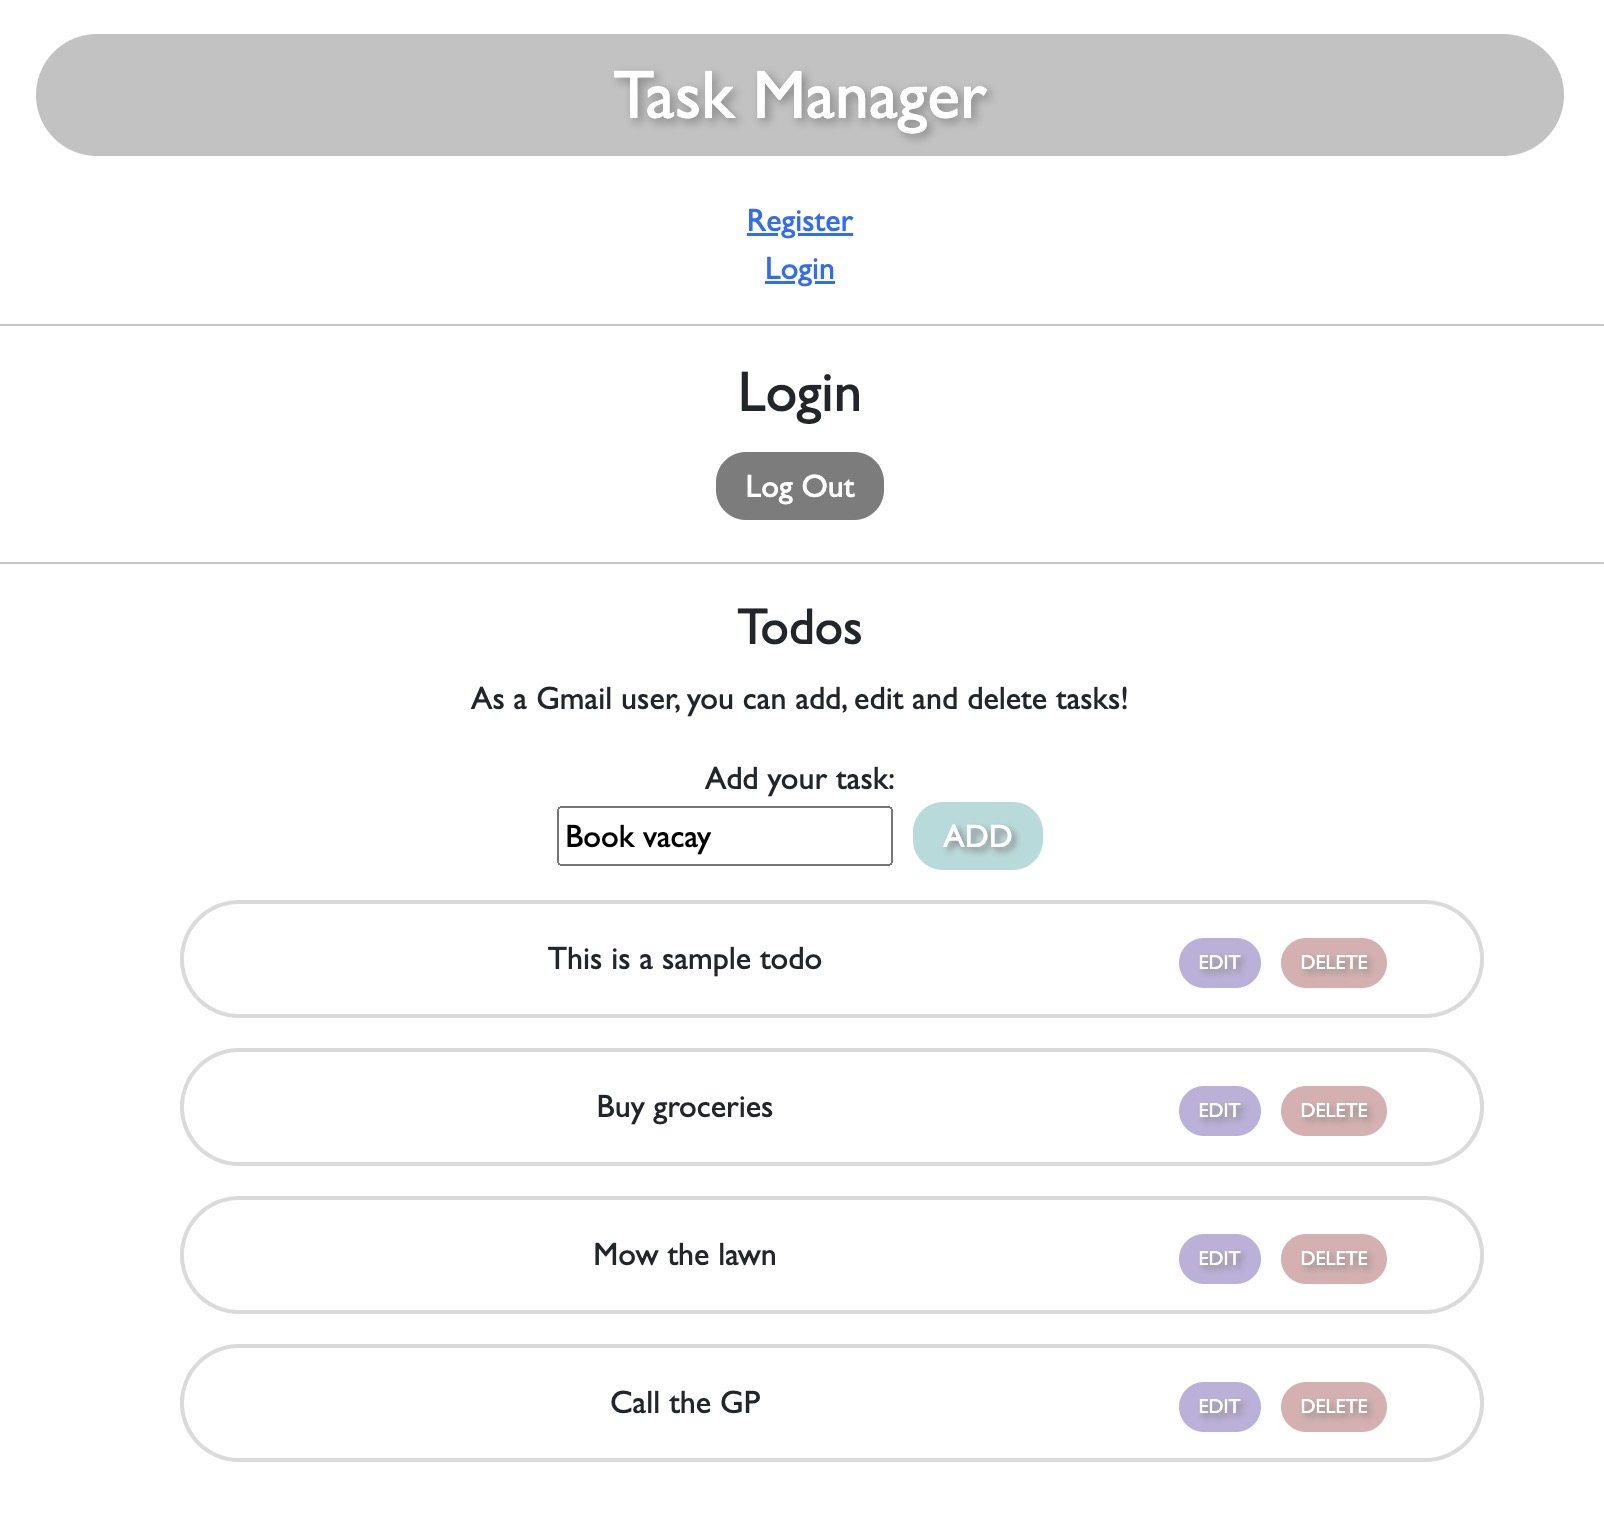 Task Manager
Register
Login
Login
Log Out
Todos
As a Gmail user, you can add, edit and delete tasks!
Add your task:
Book vacay ADD
This is a sample todo EDIT DELETE
Buy groceries EDIT DELETE
Mow the lawn EDIT DELETE
Call the GP EDIT DELETE